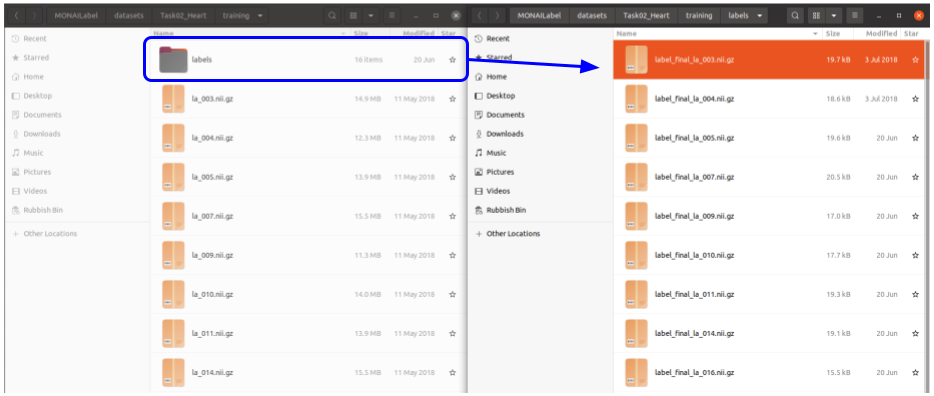 MONAILabel datasets Task02_Heart training
Recent
Starred
Home
Desktop
Documents
Downloads
Music
Pictures
Videos
Rubbish Bin
+ Other Locations
Name Size Modified Star
labels 16 items 20 Jun
la_003.nii.gz 14.9 MB 11 May 2018
la_004.nii.gz 12.3 MB 11 May 2018
la_005.nii.gz 13.9 MB 11 May 2018
la_007.nii.gz 15.5 MB 11 May 2018
la_009.nii.gz 11.3 MB 11 May 2018
la_010.nii.gz 14.0 MB 11 May 2018
la_011.nii.gz 13.9 MB 11 May 2018
la_014.nii.gz 15.5 MB 11 May 2018
MONAILabel datasets Task02_Heart training labels
Recent
Starred
Home
Desktop
Documents
Downloads
Music
Pictures
Videos
Rubbish Bin
+ Other Locations
Name Size Modified Star
label_final_la_003.nii.gz 19.7 kB 3 Jul 2018
label_final_la_004.nii.gz 18.6 kB 3 Jul 2018
label_final_la_005.nii.gz 19.6 kB 20 Jun
label_final_la_007.nii.gz 20.5 kB 20 Jun
label_final_la_009.nii.gz 17.0 kB 20 Jun
label_final_la_010.nii.gz 17.7 kB 20 Jun
label_final_la_011.nii.gz 19.3 kB 20 Jun
label_final_la_014.nii.gz 19.1 kB 20 Jun
label_final_la_016.nii.gz 15.5 kB 20 Jun